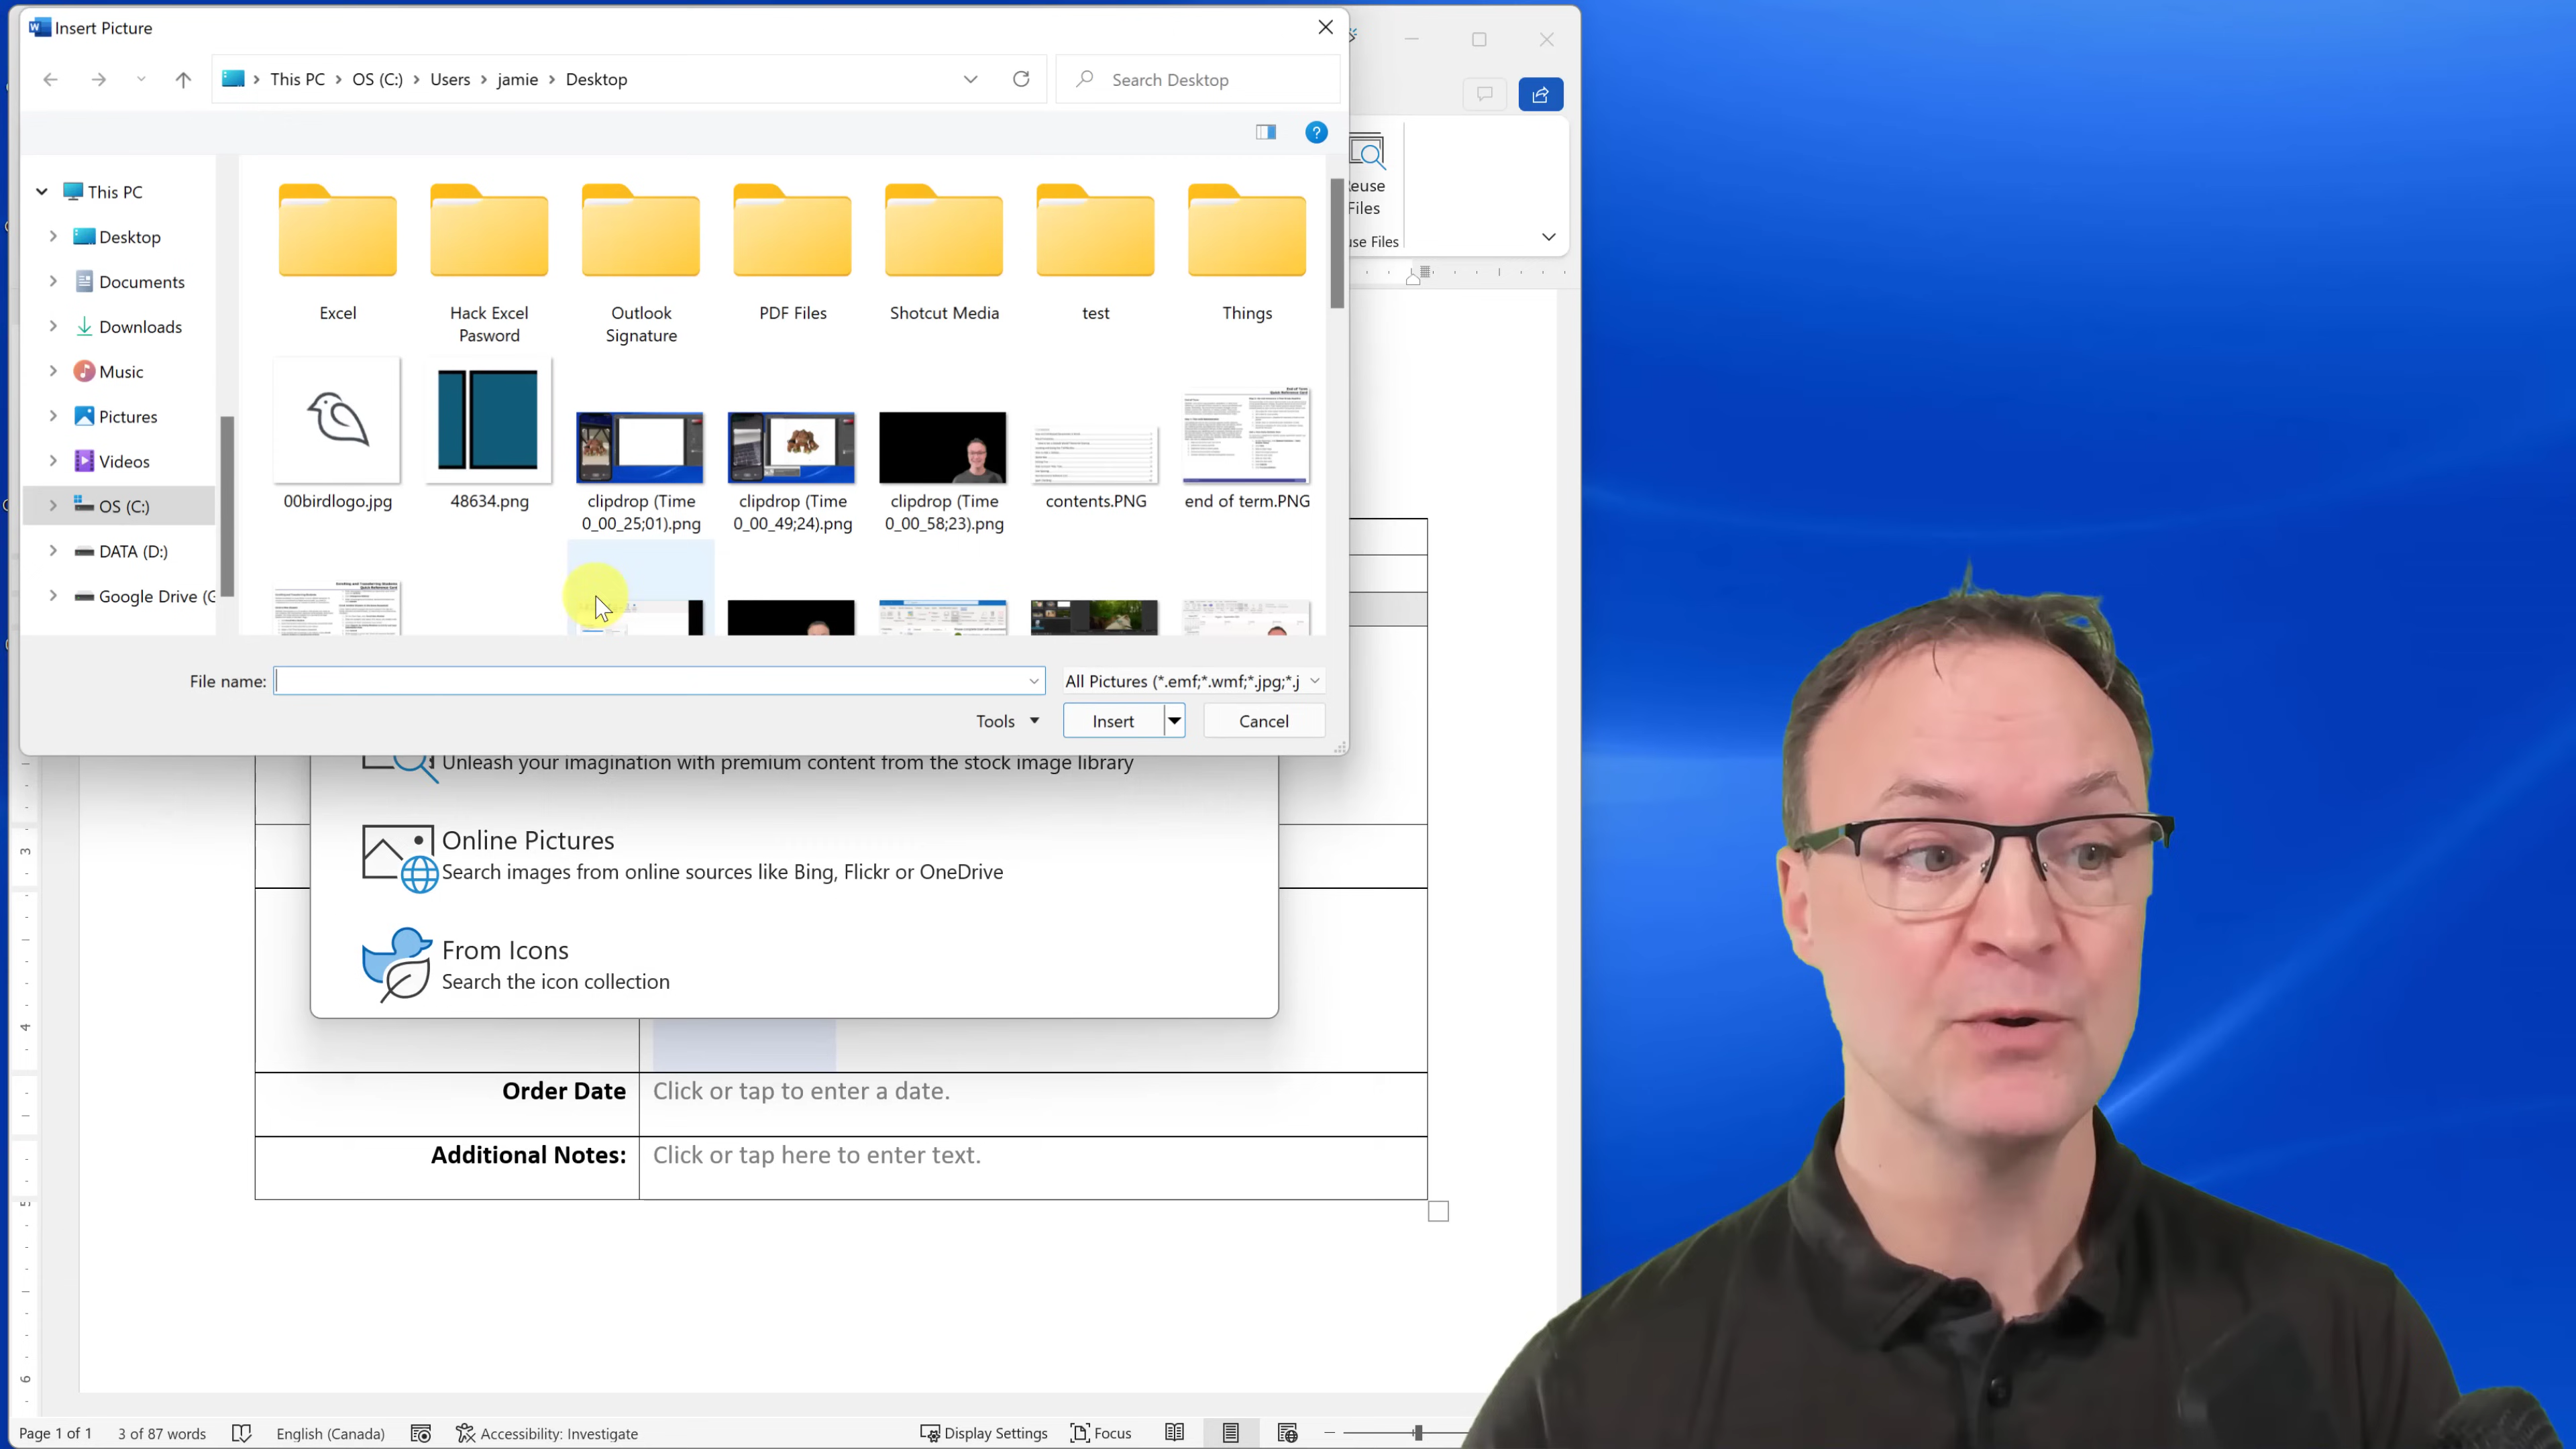 Insert Picture
This PC
OS (C:)
Users
jamie
Desktop
Search Desktop
?
This PC
Desktop
Documents
Downloads
Music
Pictures
Videos
OS (C:)
DATA (D:)
Google Drive (G
Excel
Hack Excel
Pasword
Outlook
Signature
PDF Files
Shotcut Media
test
Things
00birdlogo.jpg
48634.png
clipdrop (Time
0_00_25;01).png
clipdrop (Time
0_00_49;24).png
clipdrop (Time
0_00_58;23).png
contents.PNG
end of term.PNG
File name:
All Pictures (*.emf;*.wmf;*.jpg;*.j
Tools
Insert
Cancel
euse
Files
use Files
Unleash your imagination with premium content from the stock image library
Online Pictures
Search images from online sources like Bing, Flickr or OneDrive
From Icons
Search the icon collection
Order Date
Click or tap to enter a date.
Additional Notes:
Click or tap here to enter text.
3
4
5
6
Page 1 of 1
3 of 87 words
English (Canada)
Accessibility: Investigate
Display Settings
Focus